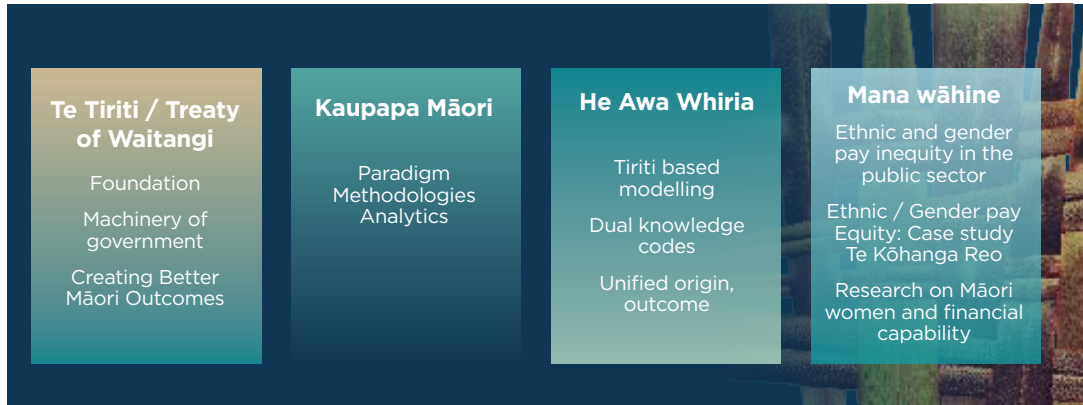 Te Tiriti / Treaty
of Waitangi
Foundation
Machinery of
government
Creating Better
Māori Outcomes
Kaupapa Māori
Paradigm
Methodologies
Analytics
He Awa Whiria
Tiriti based
modelling
Dual knowledge
codes
Unified origin,
outcome
Mana wāhine
Ethnic and gender
pay inequity in the
public sector
Ethnic / Gender pay
Equity: Case study
Te Kōhanga Reo
Research on Māori
women and financial
capability